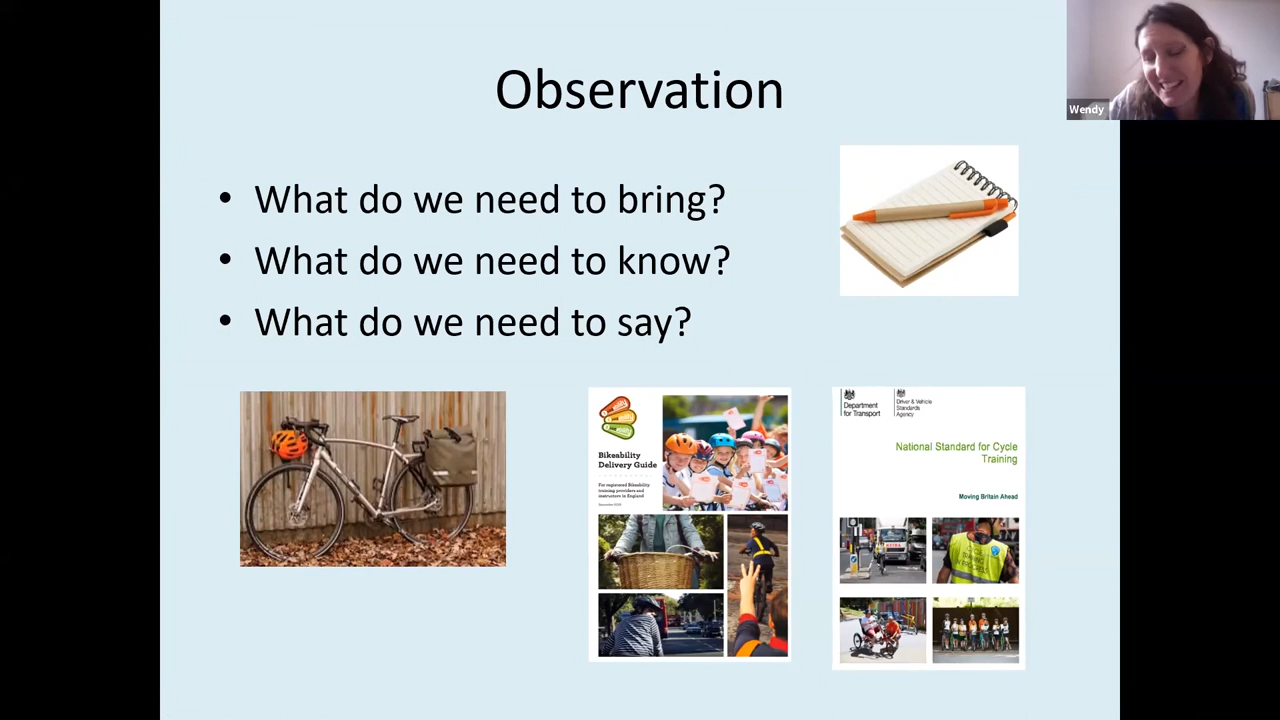 Observation
Wendy
• What do we need to bring?
• What do we need to know?
• What do we need to say?
Bikeability
Delivery Guide
For registered Bikeability
training providers and
instructors in England
Department
for Transport
Driver & Vehicle
Standards
Agency
National Standard for Cycle
Training
Moving Britain Ahead